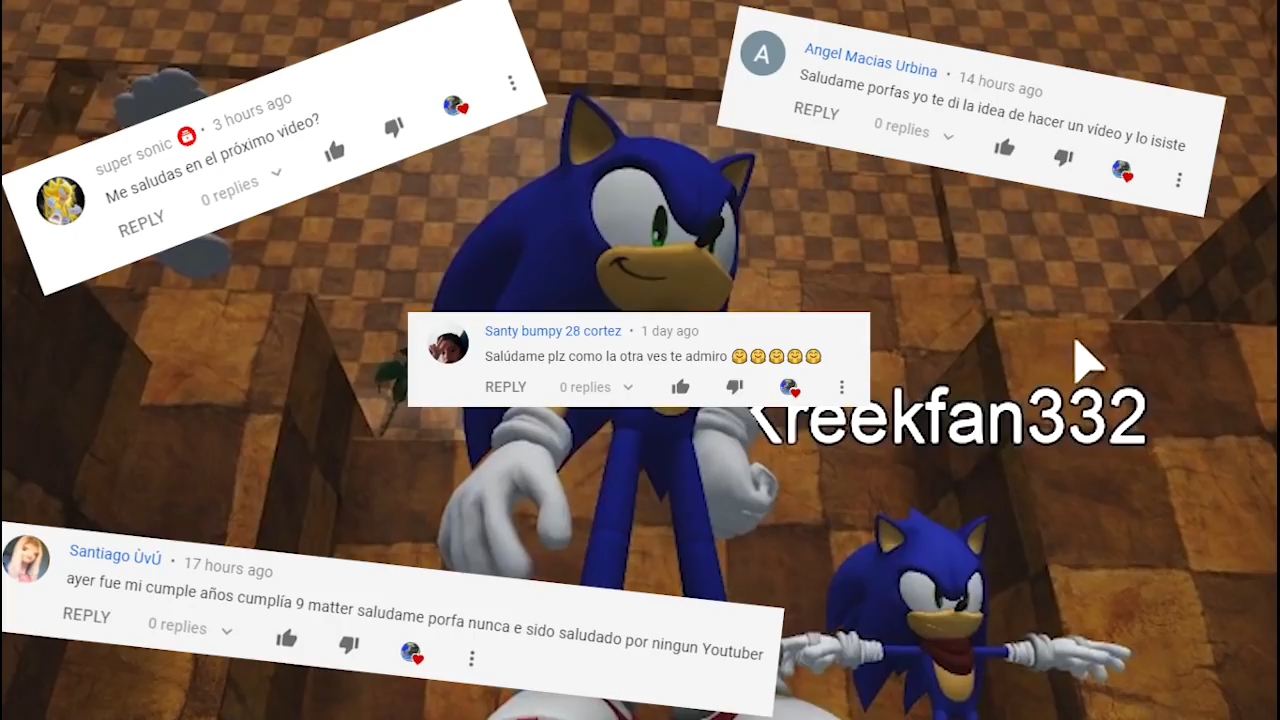 super sonic • 3 hours ago
Me saludas en el próximo video?
REPLY 0 replies
A Angel Macias Urbina • 14 hours ago
Saludame porfas yo te di la idea de hacer un vídeo y lo isiste
REPLY 0 replies
Santy bumpy 28 cortez • 1 day ago
Salúdame plz como la otra ves te admiro 🤗🤗🤗🤗🤗
REPLY 0 replies
Kreekfan332
Santiago ÙvÚ • 17 hours ago
ayer fue mi cumple años cumplía 9 matter saludame porfa nunca e sido saludado por ningun Youtuber
REPLY 0 replies